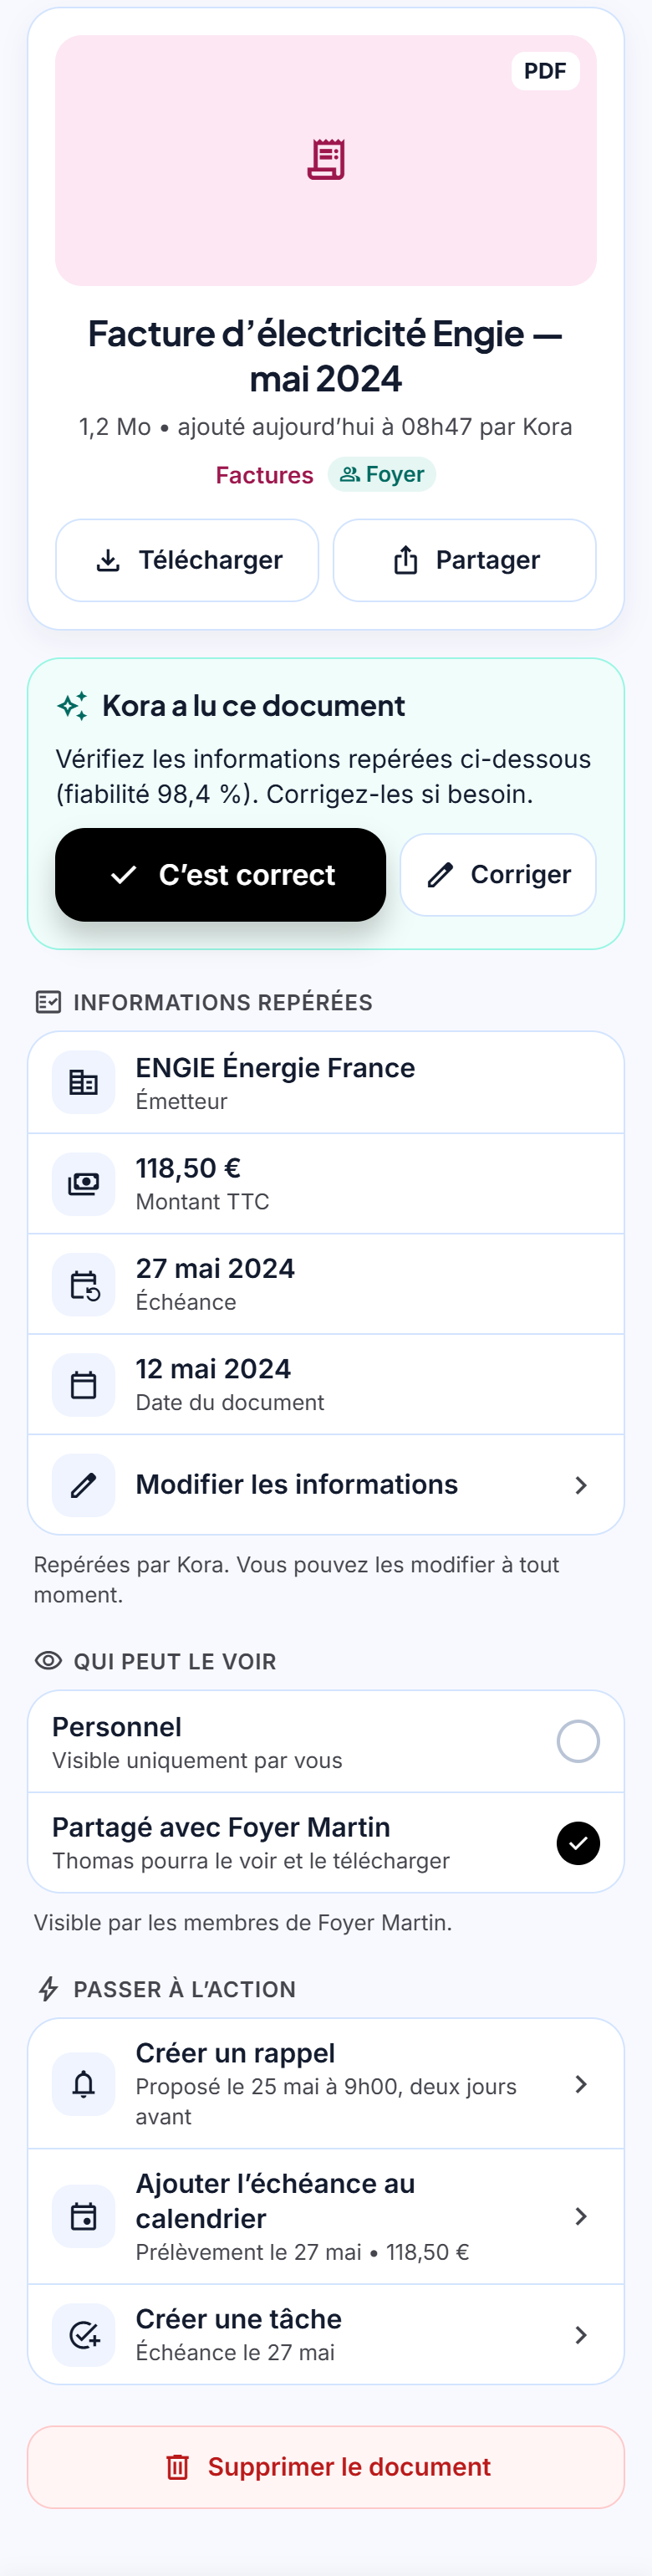 PDF
Facture d’électricité Engie —
mai 2024
1,2 Mo • ajouté aujourd’hui à 08h47 par Kora
Factures Foyer
Télécharger Partager
Kora a lu ce document
Vérifiez les informations repérées ci-dessous
(fiabilité 98,4 %). Corrigez-les si besoin.
C’est correct Corriger
INFORMATIONS REPÉRÉES
ENGIE Énergie France
Émetteur
118,50 €
Montant TTC
27 mai 2024
Échéance
12 mai 2024
Date du document
Modifier les informations
Repérées par Kora. Vous pouvez les modifier à tout
moment.
QUI PEUT LE VOIR
Personnel
Visible uniquement par vous
Partagé avec Foyer Martin
Thomas pourra le voir et le télécharger
Visible par les membres de Foyer Martin.
PASSER À L’ACTION
Créer un rappel
Proposé le 25 mai à 9h00, deux jours
avant
Ajouter l’échéance au
calendrier
Prélèvement le 27 mai • 118,50 €
Créer une tâche
Échéance le 27 mai
Supprimer le document